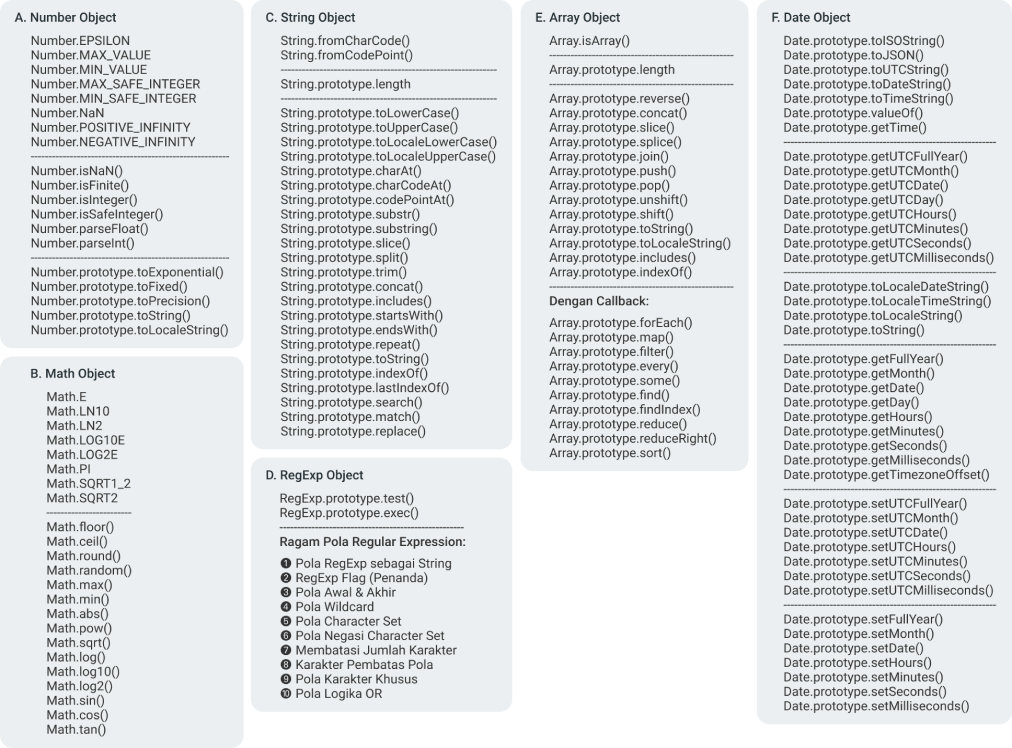 A. Number Object
Number.EPSILON
Number.MAX_VALUE
Number.MIN_VALUE
Number.MAX_SAFE_INTEGER
Number.MIN_SAFE_INTEGER
Number.NaN
Number.POSITIVE_INFINITY
Number.NEGATIVE_INFINITY
Number.isNaN()
Number.isFinite()
Number.isInteger()
Number.isSafeInteger()
Number.parseFloat()
Number.parseInt()
Number.prototype.toExponential()
Number.prototype.toFixed()
Number.prototype.toPrecision()
Number.prototype.toString()
Number.prototype.toLocaleString()
B. Math Object
Math.E
Math.LN10
Math.LN2
Math.LOG10E
Math.LOG2E
Math.PI
Math.SQRT1_2
Math.SQRT2
Math.floor()
Math.ceil()
Math.round()
Math.random()
Math.max()
Math.min()
Math.abs()
Math.pow()
Math.sqrt()
Math.log()
Math.log10()
Math.log2()
Math.sin()
Math.cos()
Math.tan()
C. String Object
String.fromCharCode()
String.fromCodePoint()
String.prototype.length
String.prototype.toLowerCase()
String.prototype.toUpperCase()
String.prototype.toLocaleLowerCase()
String.prototype.toLocaleUpperCase()
String.prototype.charAt()
String.prototype.charCodeAt()
String.prototype.codePointAt()
String.prototype.substr()
String.prototype.substring()
String.prototype.slice()
String.prototype.split()
String.prototype.trim()
String.prototype.concat()
String.prototype.includes()
String.prototype.startsWith()
String.prototype.endsWith()
String.prototype.repeat()
String.prototype.toString()
String.prototype.indexOf()
String.prototype.lastIndexOf()
String.prototype.search()
String.prototype.match()
String.prototype.replace()
D. RegExp Object
RegExp.prototype.test()
RegExp.prototype.exec()
Ragam Pola Regular Expression:
❶ Pola RegExp sebagai String
❷ RegExp Flag (Penanda)
❸ Pola Awal & Akhir
❹ Pola Wildcard
❺ Pola Character Set
❻ Pola Negasi Character Set
❼ Membatasi Jumlah Karakter
❽ Karakter Pembatas Pola
❾ Pola Karakter Khusus
❿ Pola Logika OR
E. Array Object
Array.isArray()
Array.prototype.length
Array.prototype.reverse()
Array.prototype.concat()
Array.prototype.slice()
Array.prototype.splice()
Array.prototype.join()
Array.prototype.push()
Array.prototype.pop()
Array.prototype.unshift()
Array.prototype.shift()
Array.prototype.toString()
Array.prototype.toLocaleString()
Array.prototype.includes()
Array.prototype.indexOf()
Dengan Callback:
Array.prototype.forEach()
Array.prototype.map()
Array.prototype.filter()
Array.prototype.every()
Array.prototype.some()
Array.prototype.find()
Array.prototype.findIndex()
Array.prototype.reduce()
Array.prototype.reduceRight()
Array.prototype.sort()
F. Date Object
Date.prototype.toISOString()
Date.prototype.toJSON()
Date.prototype.toUTCString()
Date.prototype.toDateString()
Date.prototype.toTimeString()
Date.prototype.valueOf()
Date.prototype.getTime()
Date.prototype.getUTCFullYear()
Date.prototype.getUTCMonth()
Date.prototype.getUTCDate()
Date.prototype.getUTCDay()
Date.prototype.getUTCHours()
Date.prototype.getUTCMinutes()
Date.prototype.getUTCSeconds()
Date.prototype.getUTCMilliseconds()
Date.prototype.toLocaleDateString()
Date.prototype.toLocaleTimeString()
Date.prototype.toLocaleString()
Date.prototype.toString()
Date.prototype.getFullYear()
Date.prototype.getMonth()
Date.prototype.getDate()
Date.prototype.getDay()
Date.prototype.getHours()
Date.prototype.getMinutes()
Date.prototype.getSeconds()
Date.prototype.getMilliseconds()
Date.prototype.getTimezoneOffset()
Date.prototype.setUTCFullYear()
Date.prototype.setUTCMonth()
Date.prototype.setUTCDate()
Date.prototype.setUTCHours()
Date.prototype.setUTCMinutes()
Date.prototype.setUTCSeconds()
Date.prototype.setUTCMilliseconds()
Date.prototype.setFullYear()
Date.prototype.setMonth()
Date.prototype.setDate()
Date.prototype.setHours()
Date.prototype.setMinutes()
Date.prototype.setSeconds()
Date.prototype.setMilliseconds()